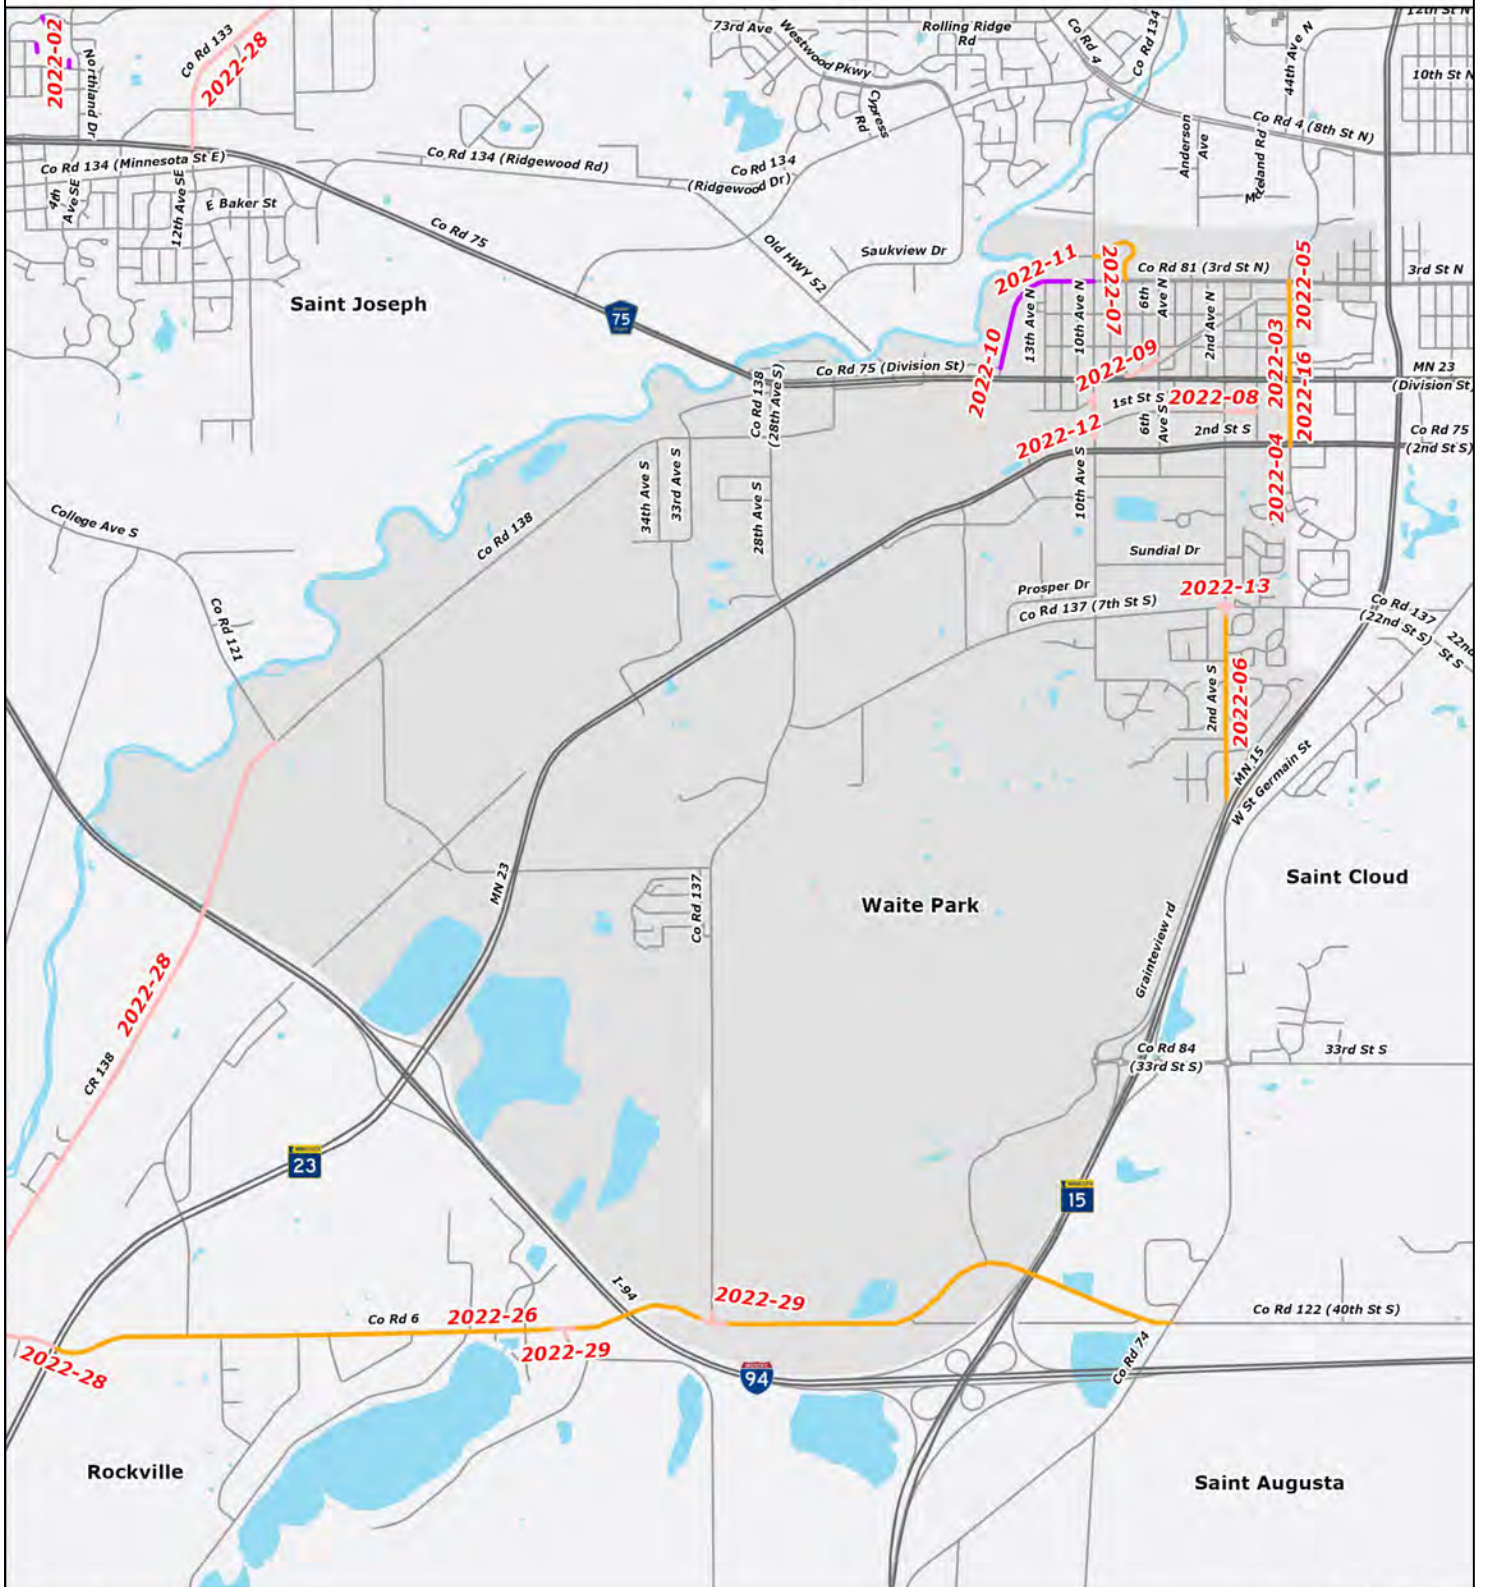 12th St N
73rd Ave
Westwood Pkwy
Rolling Ridge
Rd
Co Rd 4
Co Rd 134
44th Ave N
2022-02
Northland Dr
Co Rd 133
2022-28
10th St N
Cypress
Rd
Anderson
Ave
Co Rd 4 (8th St N)
Co Rd 134 (Minnesota St E)
Co Rd 134 (Ridgewood Rd)
Co Rd 134
(Ridgewood Dr)
4th
Ave SE
12th Ave SE
E Baker St
Co Rd 75
Old HWY 52
Saukview Dr
2022-11
2022-07
Co Rd 81 (3rd St N)
2022-05
3rd St N
Saint Joseph
75
13th Ave N
10th Ave N
6th
Ave N
2nd Ave N
2022-10
2022-09
2022-03
2022-16
Co Rd 75 (Division St)
MN 23
(Division St)
Co Rd 138
(28th Ave S)
1st St S
2022-08
2022-12
6th
Ave S
2nd St S
Co Rd 75
(2nd St S)
2022-04
College Ave S
Co Rd 138
34th Ave S
33rd Ave S
28th Ave S
10th Ave S
Sundial Dr
Prosper Dr
2022-13
Co Rd 137 (7th St S)
Co Rd 137
(22nd St S)
22nd
St S
Co Rd 121
2nd Ave S
2022-06
MN 15
W St Germain St
MN 23
Co Rd 137
Waite Park
Saint Cloud
Grainteview rd
2022-28
CR 138
Co Rd 84
(33rd St S)
33rd St S
23
15
I-94
2022-29
Co Rd 6
2022-26
Co Rd 122 (40th St S)
2022-28
2022-29
94
Co Rd 74
Rockville
Saint Augusta